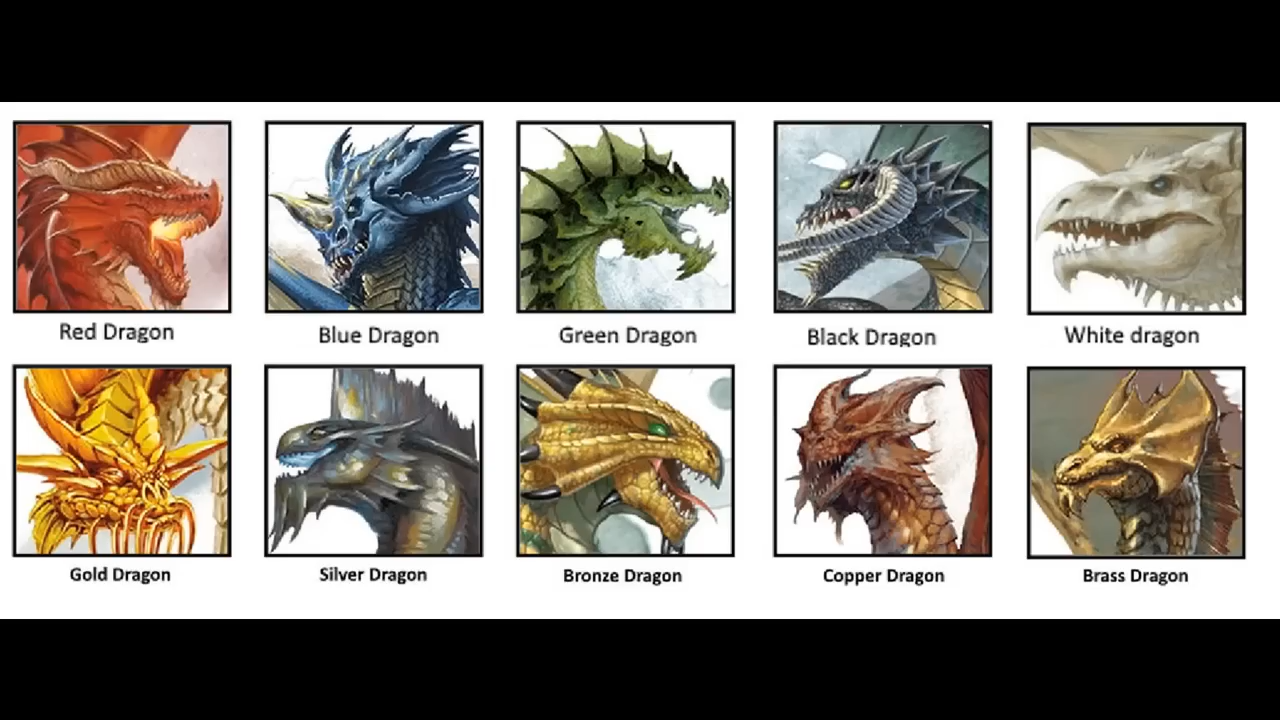 Red Dragon
Blue Dragon
Green Dragon
Black Dragon
White dragon
Gold Dragon
Silver Dragon
Bronze Dragon
Copper Dragon
Brass Dragon